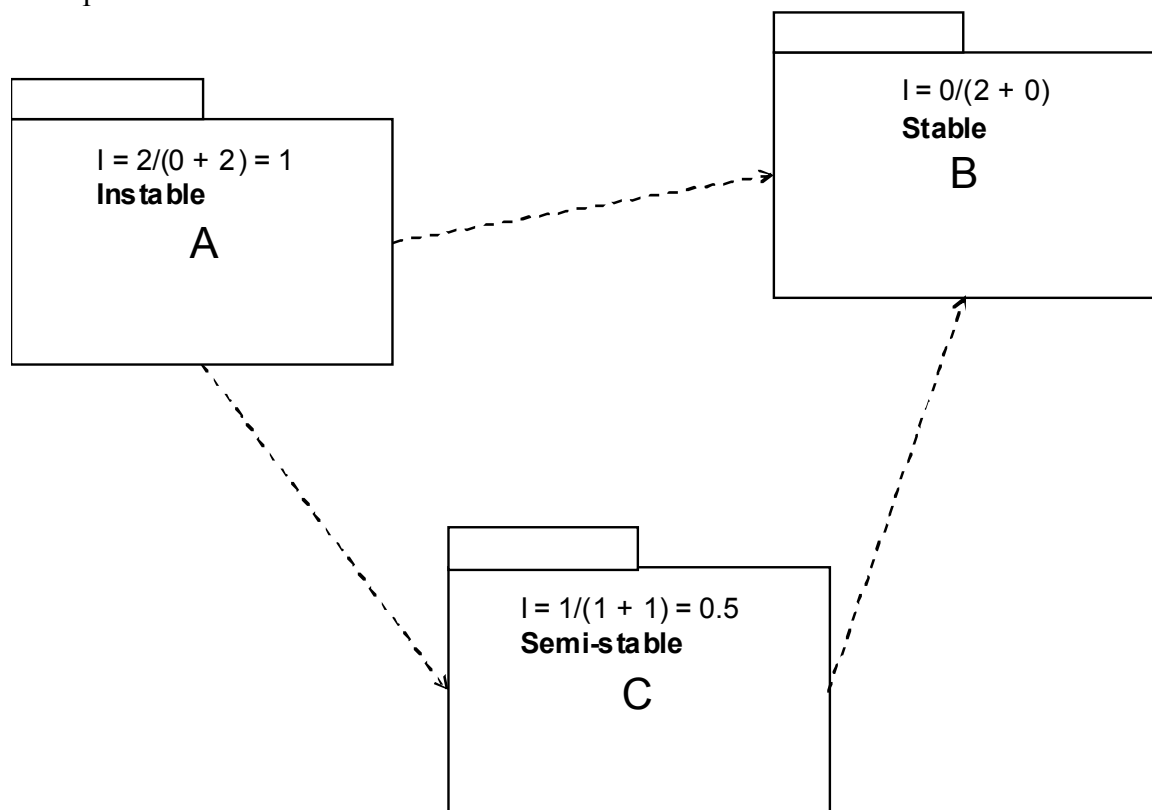 I = 2/(0 + 2) = 1
Instable
A
I = 0/(2 + 0)
Stable
B
I = 1/(1 + 1) = 0.5
Semi-stable
C